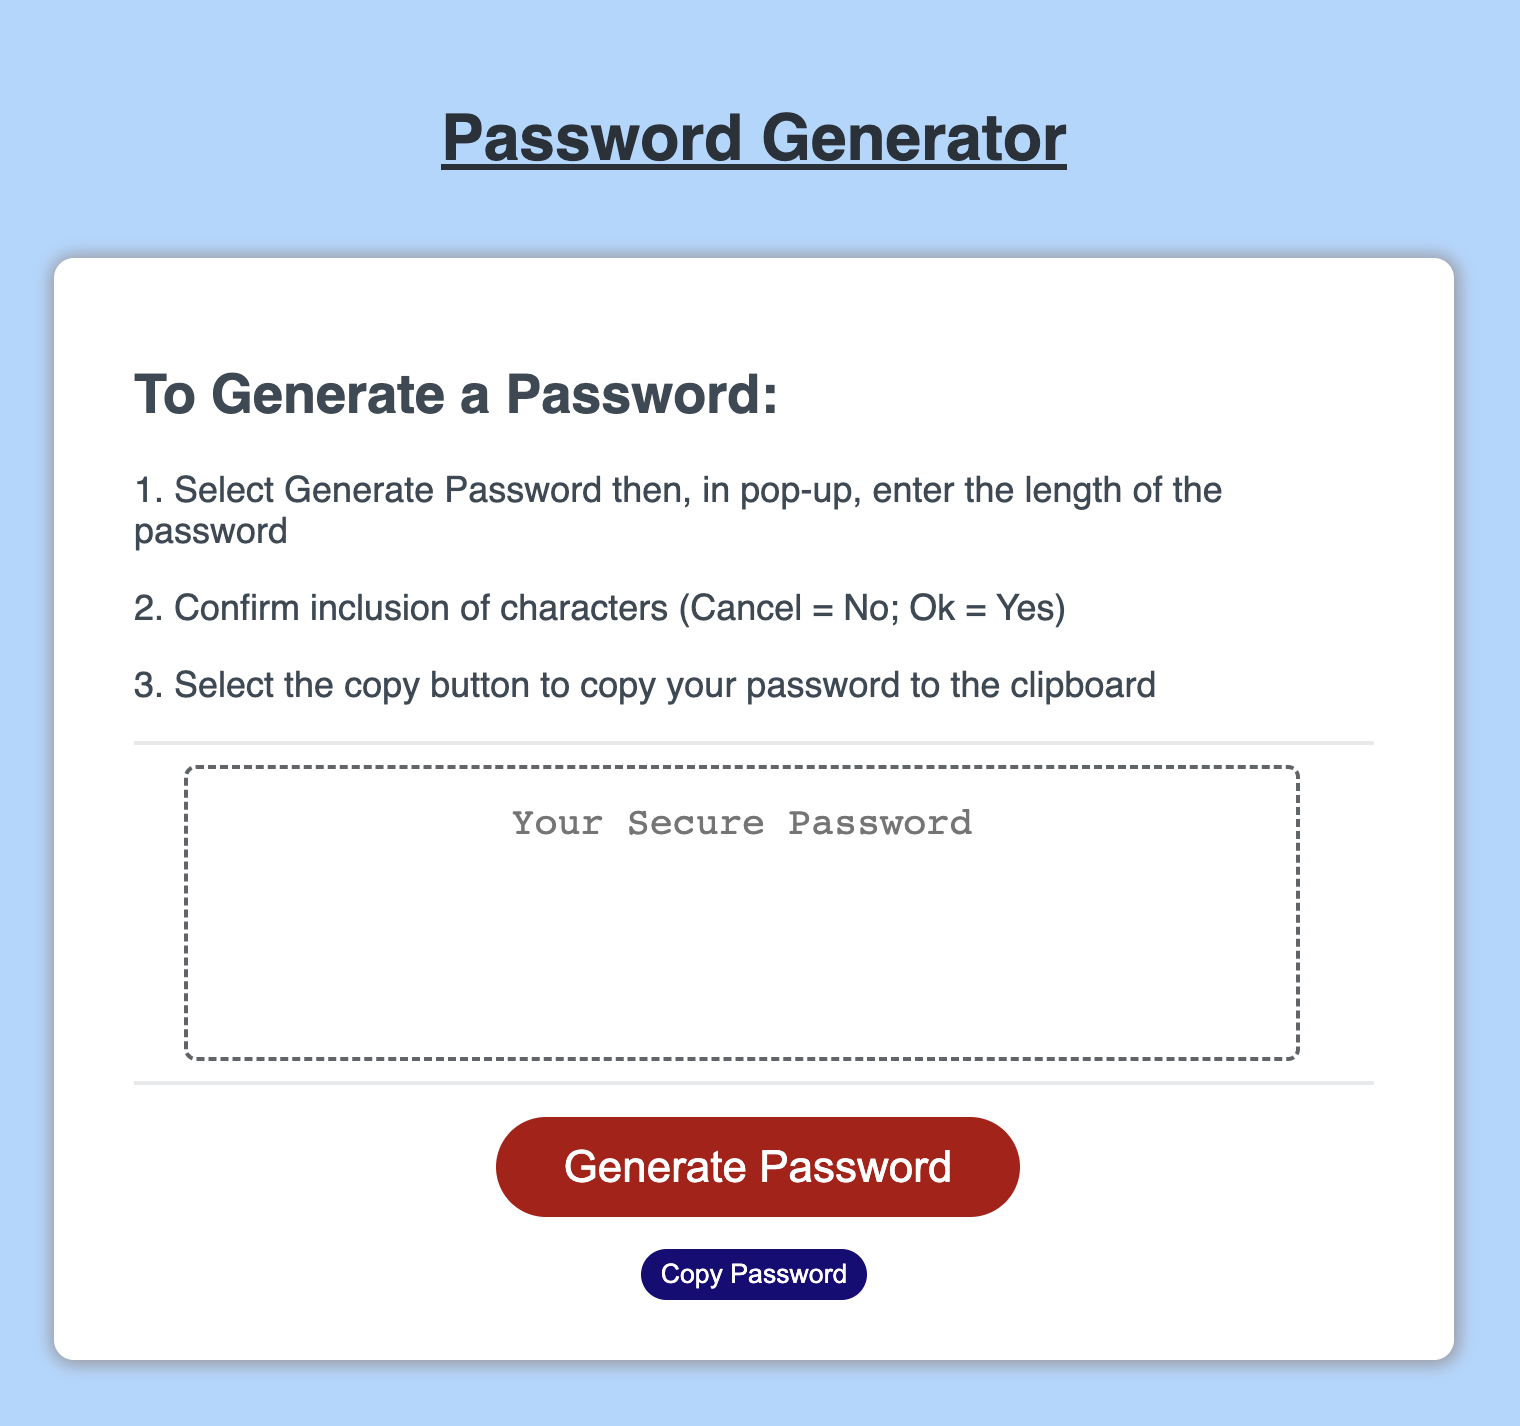 Password Generator
To Generate a Password:
1. Select Generate Password then, in pop-up, enter the length of the
password
2. Confirm inclusion of characters (Cancel = No; Ok = Yes)
3. Select the copy button to copy your password to the clipboard
Your Secure Password
Generate Password
Copy Password